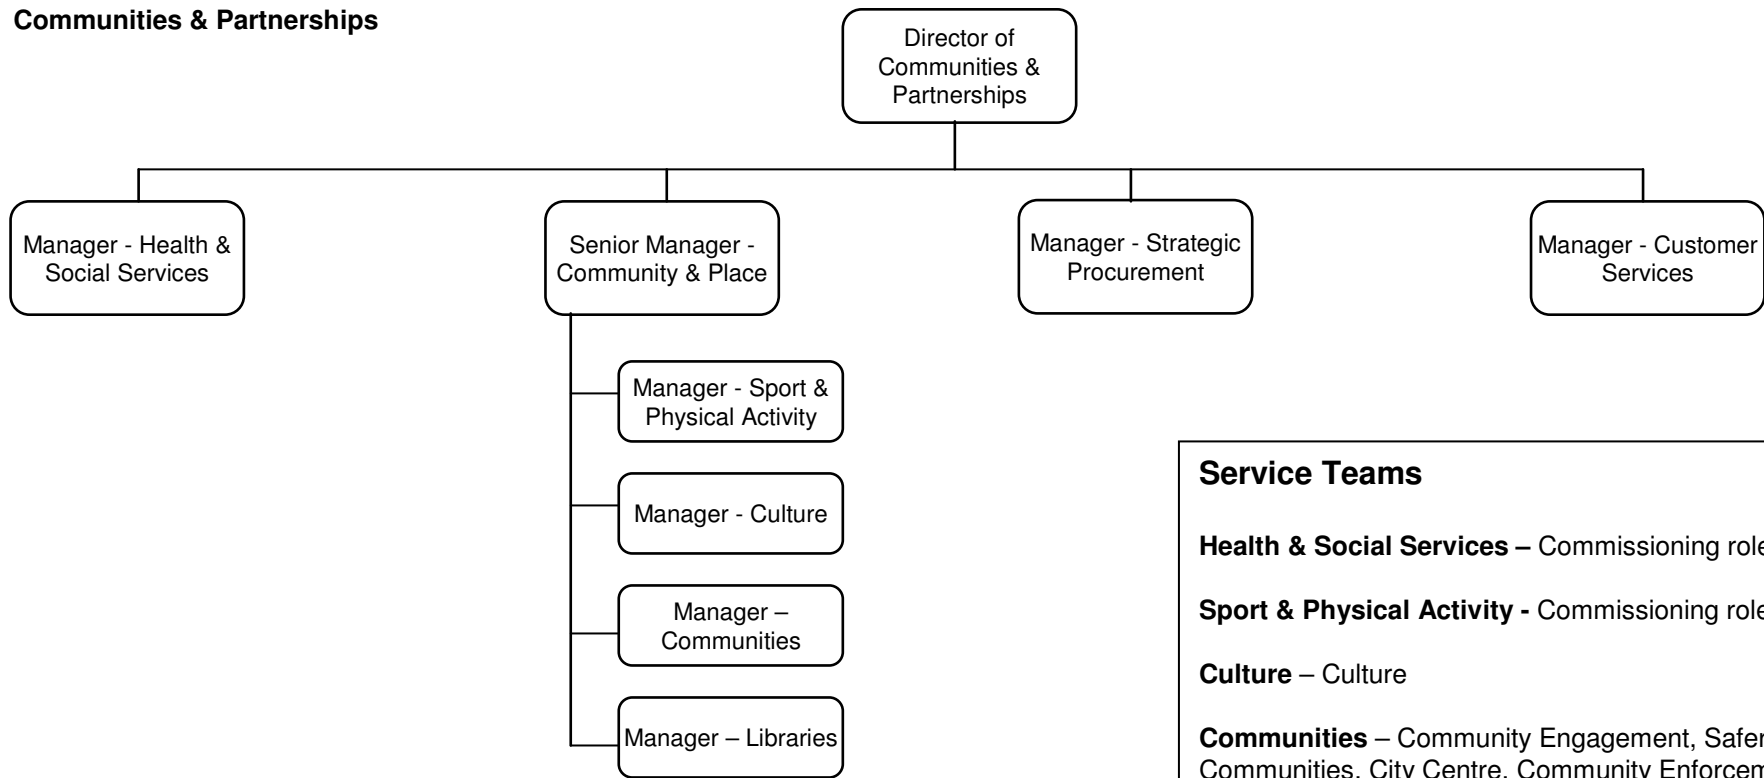 Communities & Partnerships
Director of
Communities &
Partnerships
Manager - Health &
Social Services
Senior Manager -
Community & Place
Manager - Strategic
Procurement
Manager - Customer
Services
Manager - Sport &
Physical Activity
Manager - Culture
Manager –
Communities
Manager – Libraries
Service Teams
Health & Social Services – Commissioning role
Sport & Physical Activity - Commissioning role
Culture – Culture
Communities – Community Engagement, Safer
Communities, City Centre, Community